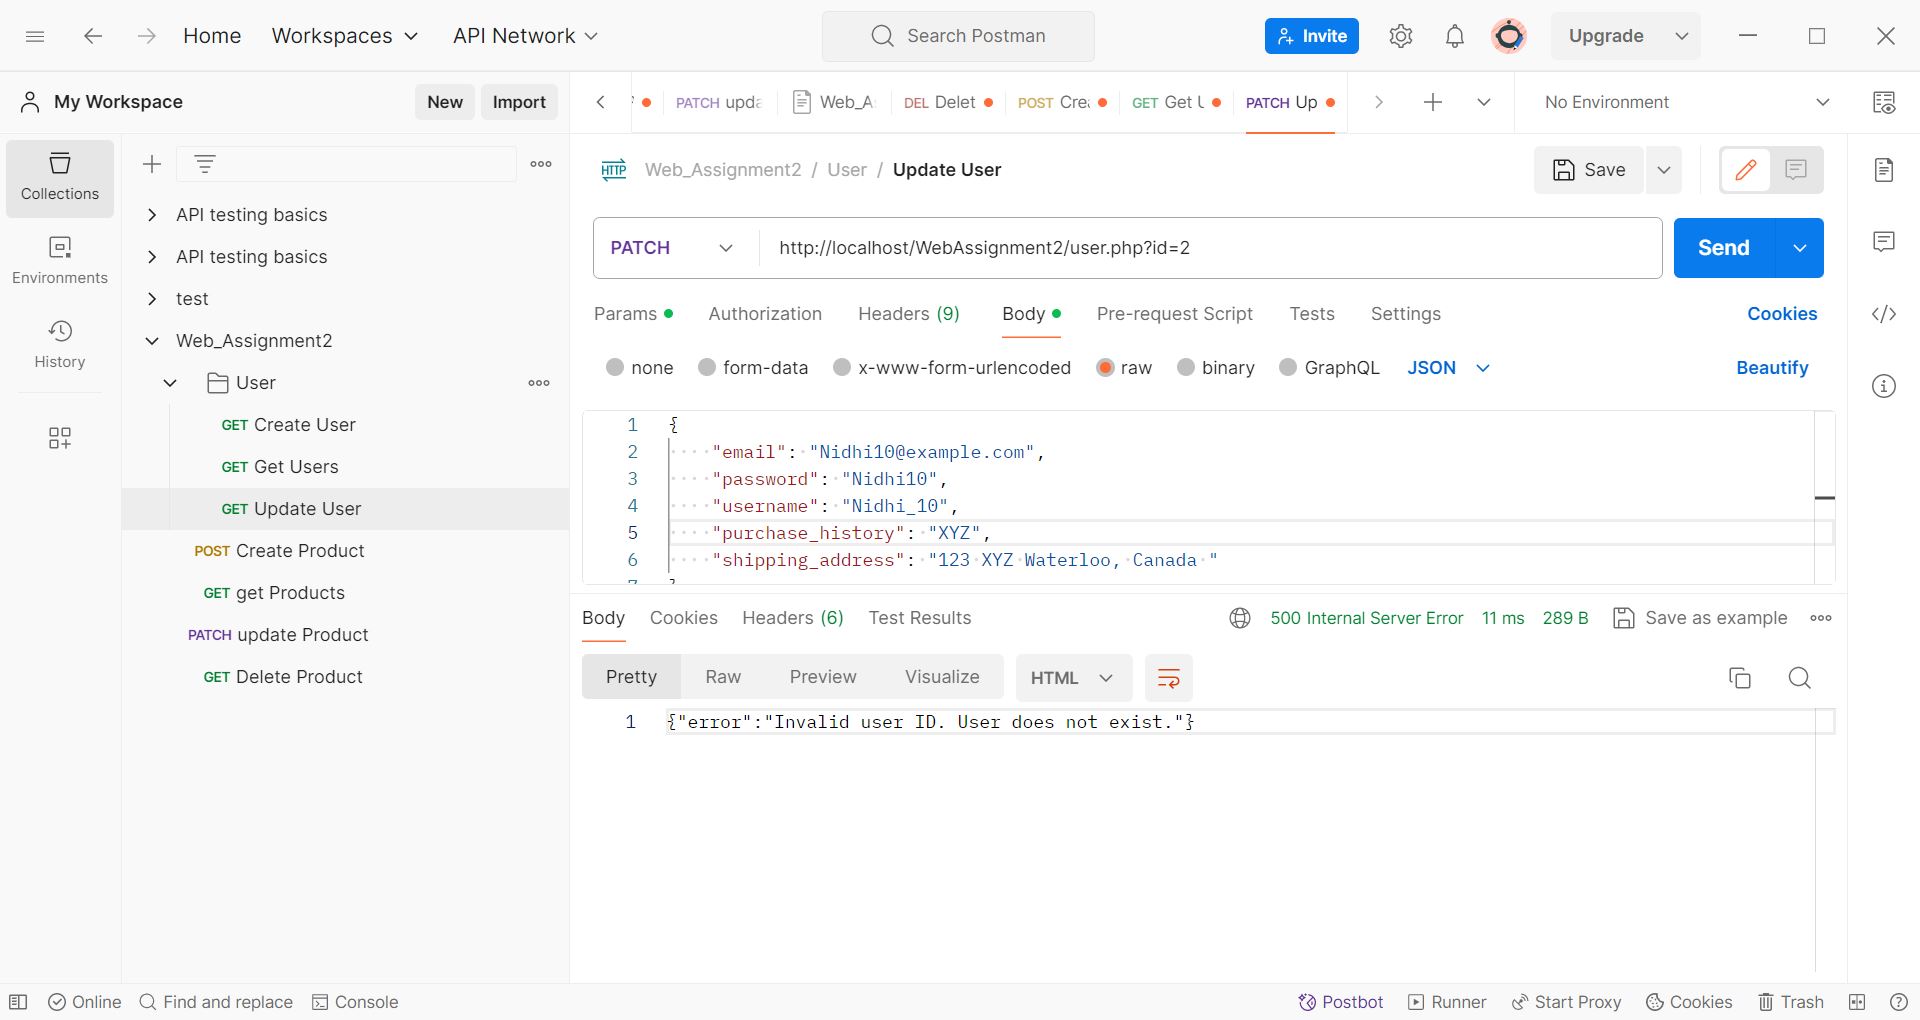 Home Workspaces API Network Search Postman Invite Upgrade
My Workspace New Import
PATCH upda Web_A DEL Delet POST Crea GET Get U PATCH Up No Environment
Collections
Environments
History
API testing basics
API testing basics
test
Web_Assignment2
User
GET Create User
GET Get Users
GET Update User
POST Create Product
GET get Products
PATCH update Product
GET Delete Product
HTTP Web_Assignment2 / User / Update User Save
PATCH http://localhost/WebAssignment2/user.php?id=2 Send
Params Authorization Headers (9) Body Pre-request Script Tests Settings Cookies
none form-data x-www-form-urlencoded raw binary GraphQL JSON Beautify
1 {
2 "email": "Nidhi10@example.com",
3 "password": "Nidhi10",
4 "username": "Nidhi_10",
5 "purchase_history": "XYZ",
6 "shipping_address": "123 XYZ Waterloo, Canada "
Body Cookies Headers (6) Test Results 500 Internal Server Error 11 ms 289 B Save as example
Pretty Raw Preview Visualize HTML
1 {"error":"Invalid user ID. User does not exist."}
Online Find and replace Console Postbot Runner Start Proxy Cookies Trash